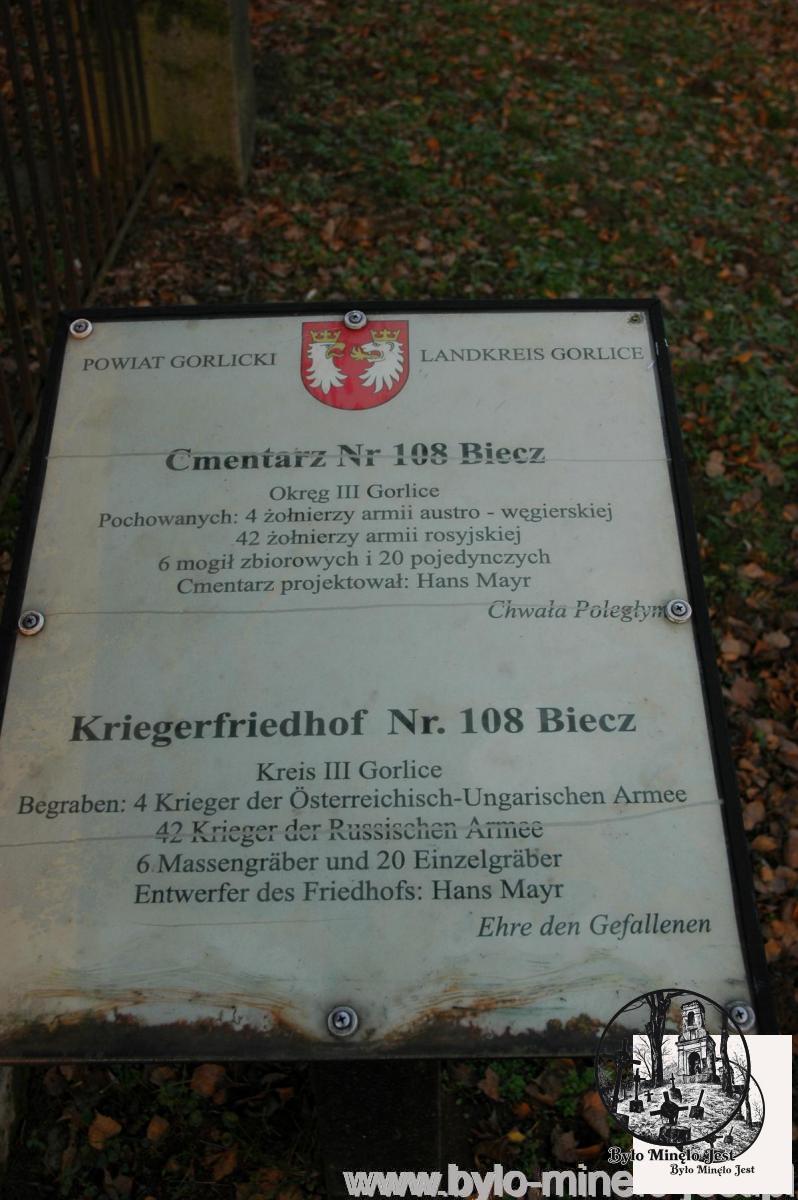 POWIAT GORLICKI LANDKREIS GORLICE
Cmentarz Nr 108 Biecz
Okręg III Gorlice
Pochowanych: 4 żołnierzy armii austro - węgierskiej
42 żołnierzy armii rosyjskiej
6 mogił zbiorowych i 20 pojedynczych
Cmentarz projektował: Hans Mayr
Chwała Poległym
Kriegerfriedhof Nr. 108 Biecz
Kreis III Gorlice
Begraben: 4 Krieger der Österreichisch-Ungarischen Armee
42 Krieger der Russischen Armee
6 Massengräber und 20 Einzelgräber
Entwerfer des Friedhofs: Hans Mayr
Ehre den Gefallenen
Było Minęło Jest
Było Minęło Jest